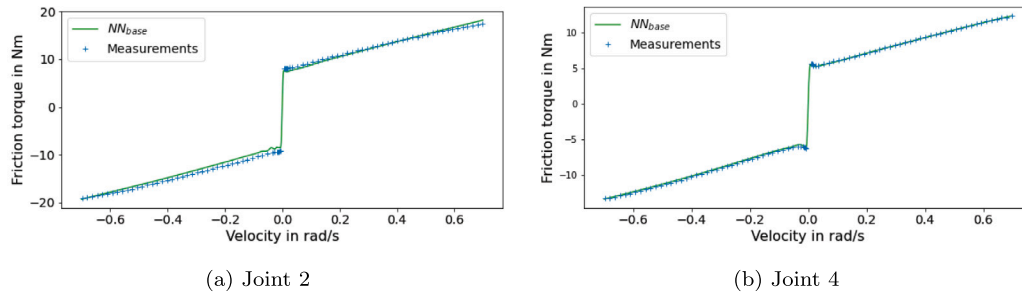 20
10
0
−10
−20
Friction torque in Nm
NN_base
Measurements
−0.6 −0.4 −0.2 0.0 0.2 0.4 0.6
Velocity in rad/s
(a) Joint 2
10
5
0
−5
−10
Friction torque in Nm
NN_base
Measurements
−0.6 −0.4 −0.2 0.0 0.2 0.4 0.6
Velocity in rad/s
(b) Joint 4